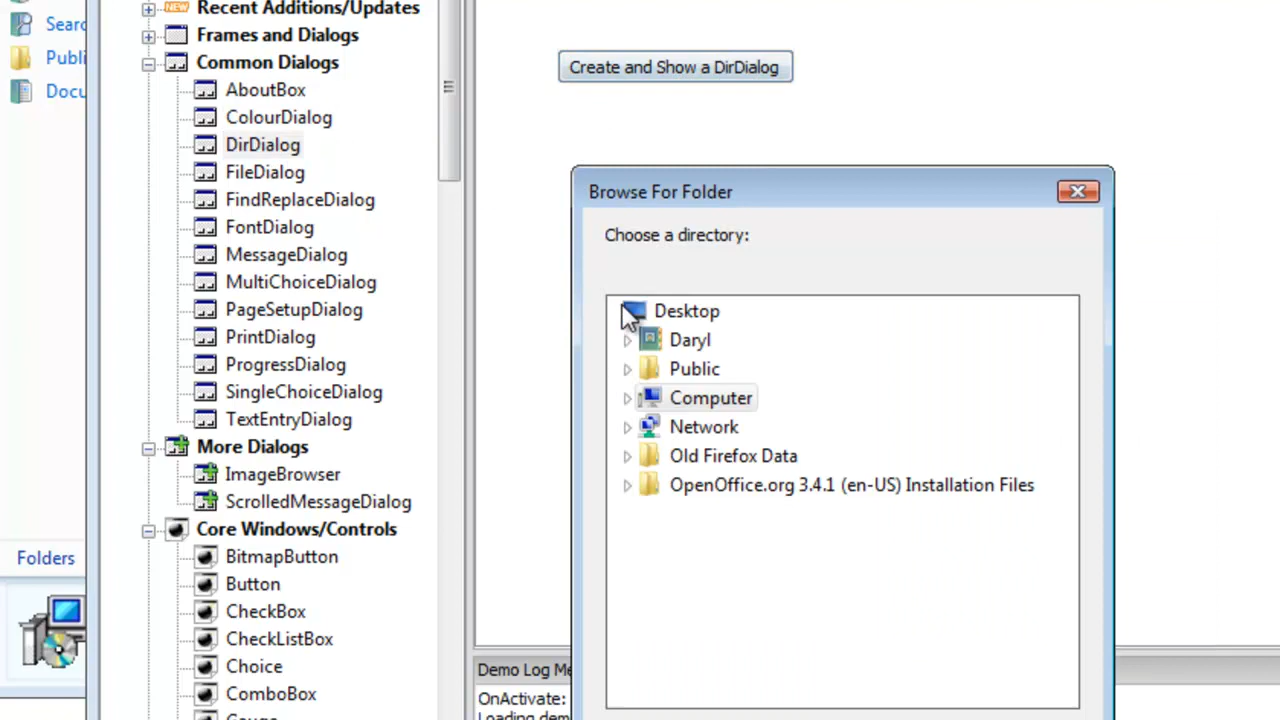 Searc
Publi
Docu
Folders
NEW
Recent Additions/Updates
Frames and Dialogs
Common Dialogs
AboutBox
ColourDialog
DirDialog
FileDialog
FindReplaceDialog
FontDialog
MessageDialog
MultiChoiceDialog
PageSetupDialog
PrintDialog
ProgressDialog
SingleChoiceDialog
TextEntryDialog
More Dialogs
ImageBrowser
ScrolledMessageDialog
Core Windows/Controls
BitmapButton
Button
CheckBox
CheckListBox
Choice
ComboBox
Create and Show a DirDialog
Browse For Folder
Choose a directory:
Desktop
Daryl
Public
Computer
Network
Old Firefox Data
OpenOffice.org 3.4.1 (en-US) Installation Files
Demo Log Me
OnActivate:
Loading dem